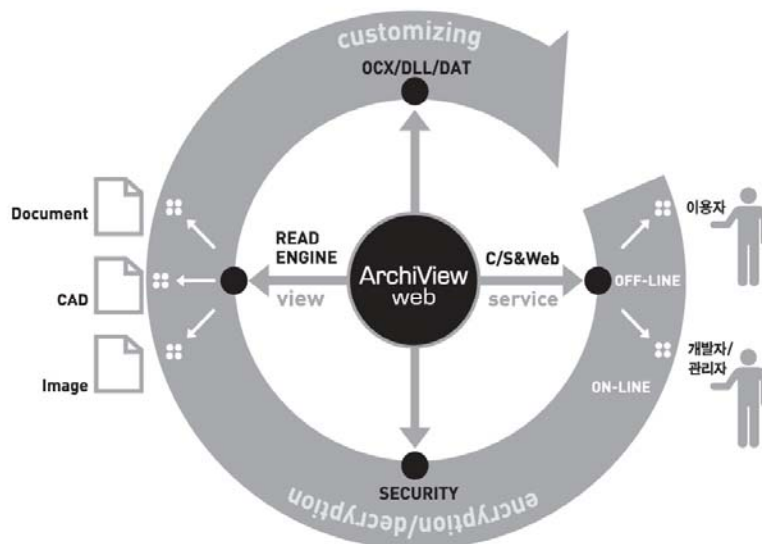 customizing
OCX/DLL/DAT
Document
CAD
Image
READ
ENGINE
view
ArchiView
web
C/S&Web
service
OFF-LINE
ON-LINE
이용자
개발자/
관리자
SECURITY
encryption/decryption